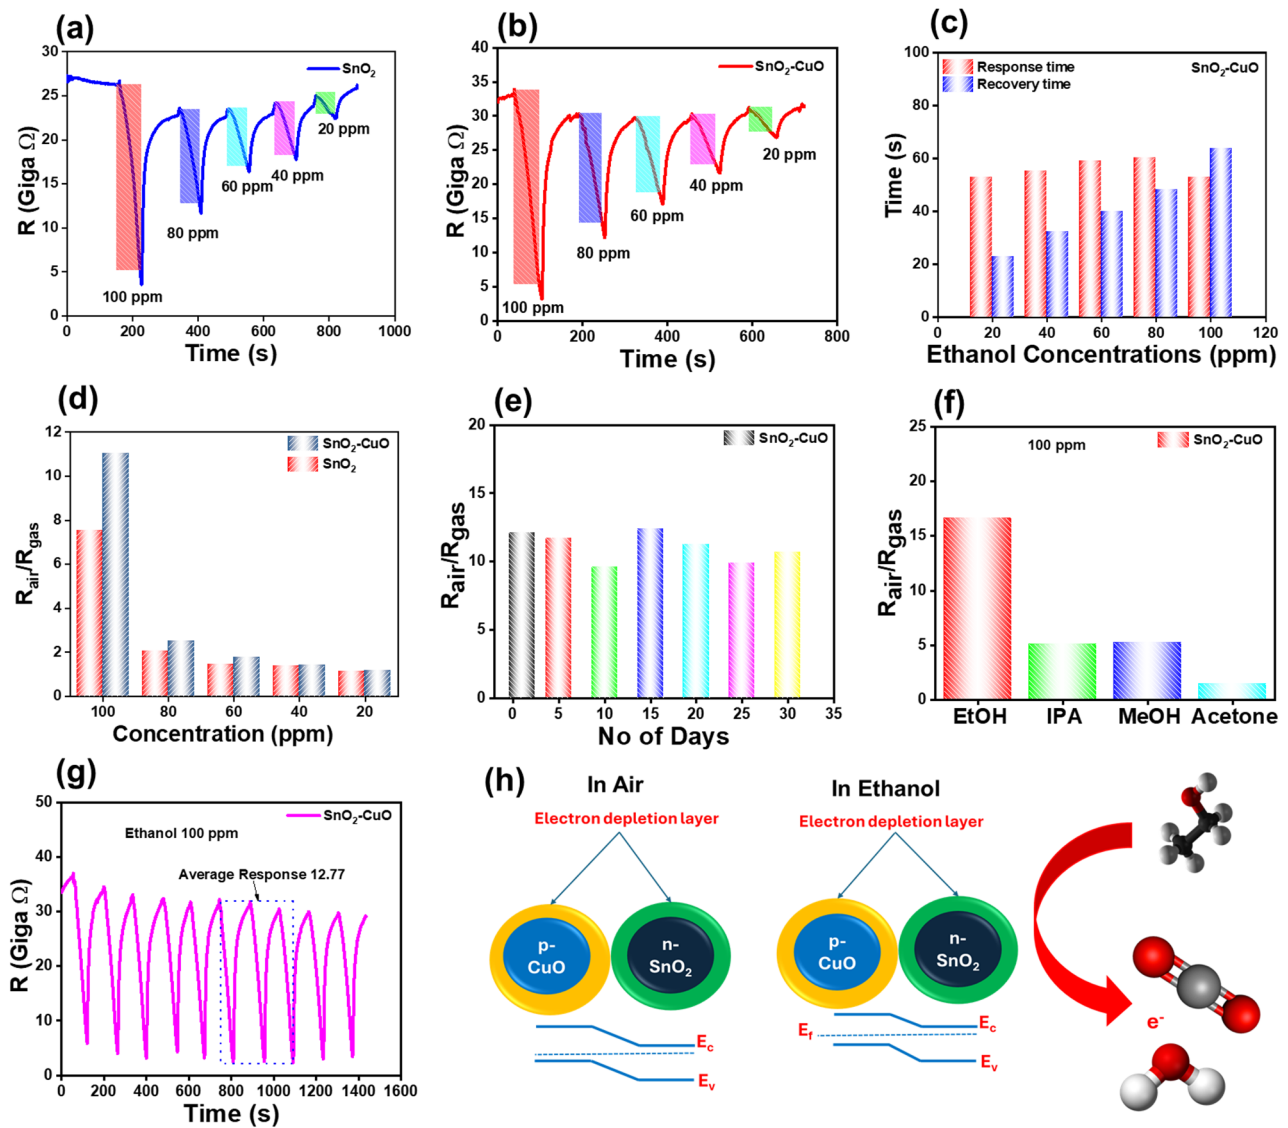 (a)
SnO2
30
25
20
15
10
5
0
R (Giga Ω)
100 ppm
80 ppm
60 ppm
40 ppm
20 ppm
0 200 400 600 800 1000
Time (s)
(b)
SnO2-CuO
40
35
30
25
20
15
10
5
0
R (Giga Ω)
100 ppm
80 ppm
60 ppm
40 ppm
20 ppm
0 200 400 600 800
Time (s)
(c)
Response time
Recovery time
SnO2-CuO
100
80
60
40
20
0
Time (s)
0 20 40 60 80 100 120
Ethanol Concentrations (ppm)
(d)
SnO2-CuO
SnO2
12
10
8
6
4
2
0
Rair/Rgas
100 80 60 40 20
Concentration (ppm)
(e)
SnO2-CuO
20
15
10
5
0
Rair/Rgas
0 5 10 15 20 25 30 35
No of Days
(f)
100 ppm
SnO2-CuO
25
20
15
10
5
0
Rair/Rgas
EtOH IPA MeOH Acetone
(g)
SnO2-CuO
Ethanol 100 ppm
Average Response 12.77
50
40
30
20
10
0
R (Giga Ω)
0 200 400 600 800 1000 1200 1400 1600
Time (s)
(h)
In Air
Electron depletion layer
p-
CuO
n-
SnO2
Ec
Ev
In Ethanol
Electron depletion layer
p-
CuO
n-
SnO2
Ef
Ec
Ev
e-